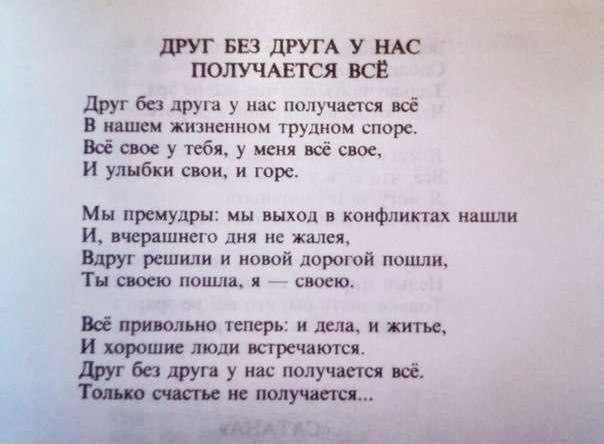 ДРУГ БЕЗ ДРУГА У НАС
ПОЛУЧАЕТСЯ ВСЁ
Друг без друга у нас получается всё
В нашем жизненном трудном споре.
Всё свое у тебя, у меня всё свое,
И улыбки свои, и горе.
Мы премудры: мы выход в конфликтах нашли
И, вчерашнего дня не жалея,
Вдруг решили и новой дорогой пошли,
Ты своею пошла, я — своею.
Всё привольно теперь: и дела, и житье,
И хорошие люди встречаются.
Друг без друга у нас получается всё.
Только счастье не получается...